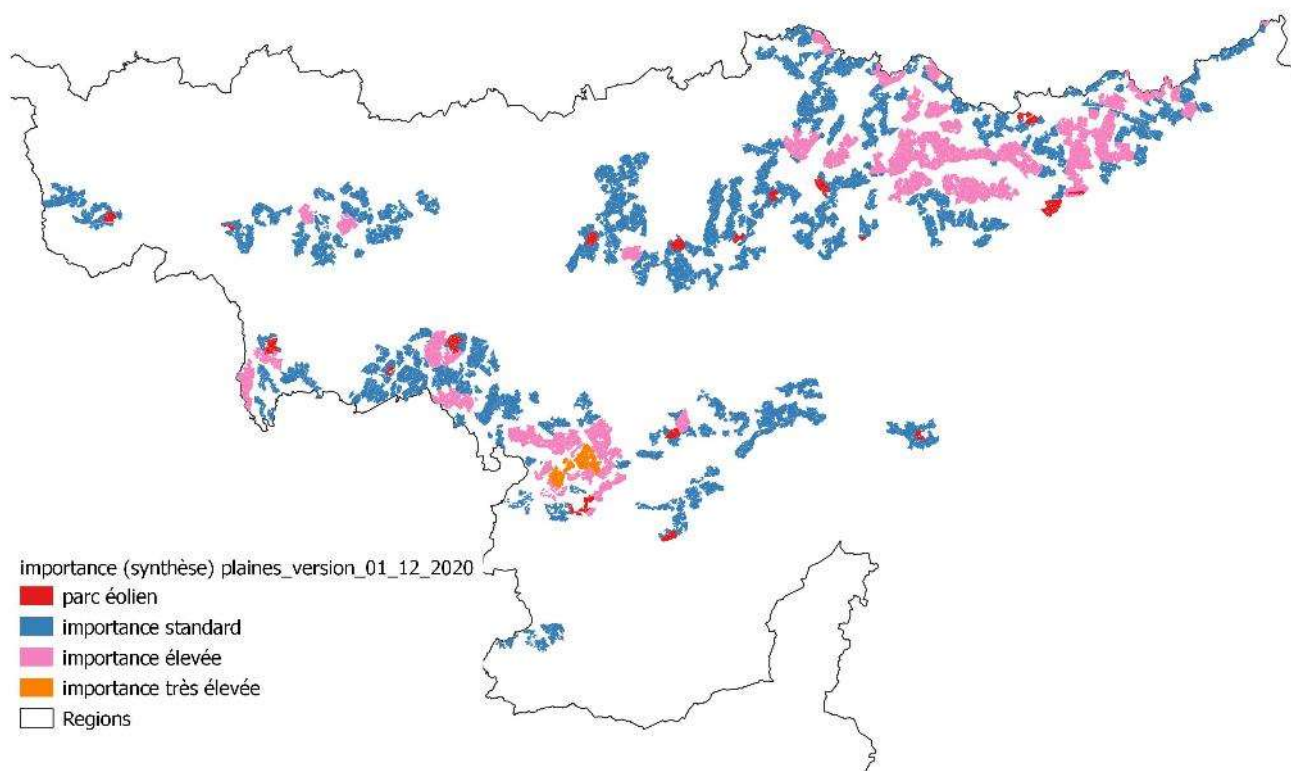 importance (synthèse) plaines_version_01_12_2020
parc éolien
importance standard
importance élevée
importance très élevée
Regions